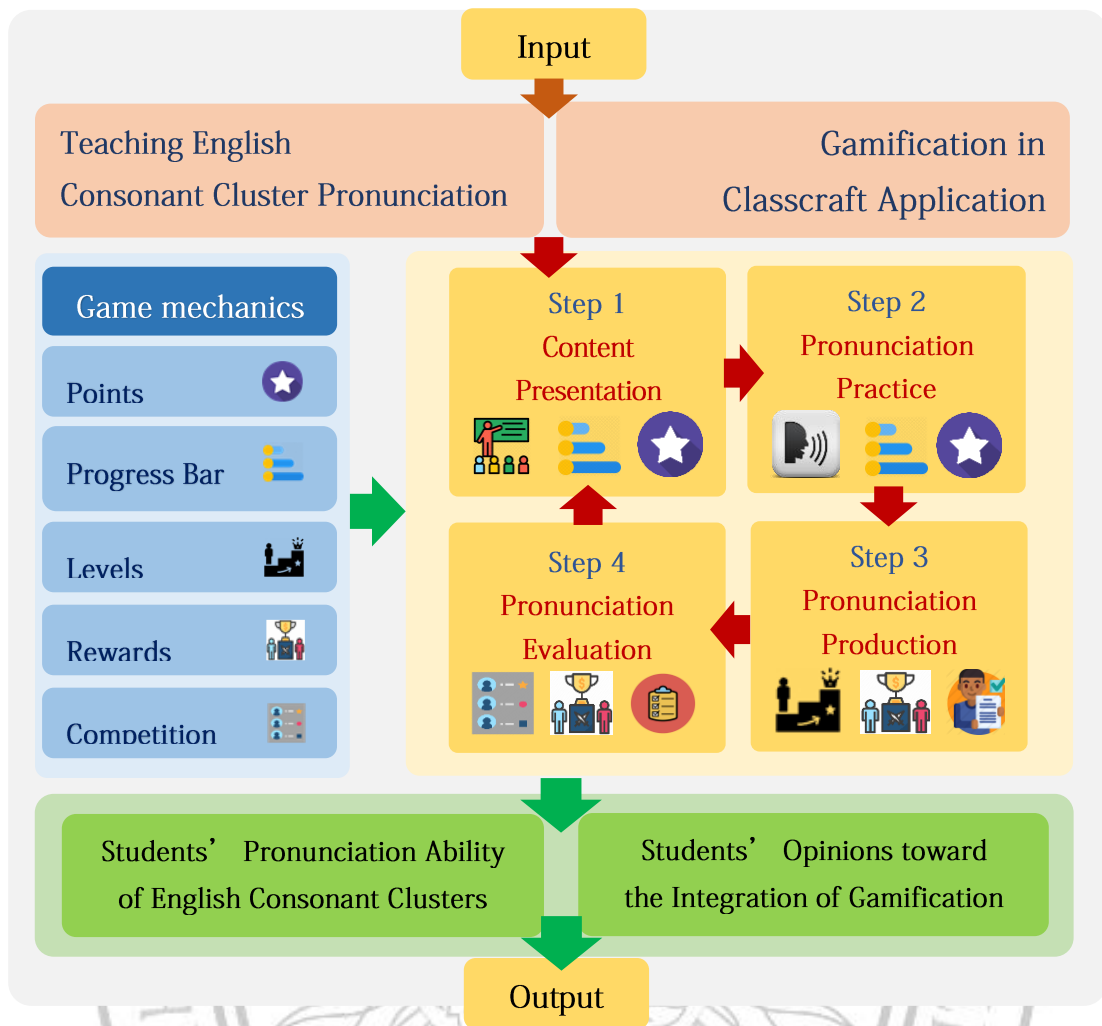 Input
Teaching English
Consonant Cluster Pronunciation
Gamification in
Classcraft Application
Game mechanics
Points
Progress Bar
Levels
Rewards
Competition
Step 1
Content
Presentation
Step 2
Pronunciation
Practice
Step 4
Pronunciation
Evaluation
Step 3
Pronunciation
Production
Students’ Pronunciation Ability
of English Consonant Clusters
Students’ Opinions toward
the Integration of Gamification
Output